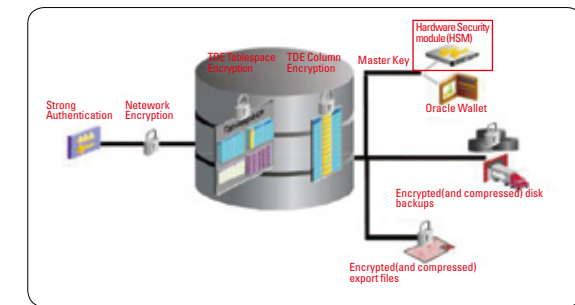 Hardware Security
module(HSM)
TDE Tablespace
Encryption
TDE Column
Encryption
Master Key
Oracle Wallet
Strong
Authentication
Netework
Encryption
Tablespace
Encrypted(and compressed) disk
backups
Encrypted(and compressed)
export files